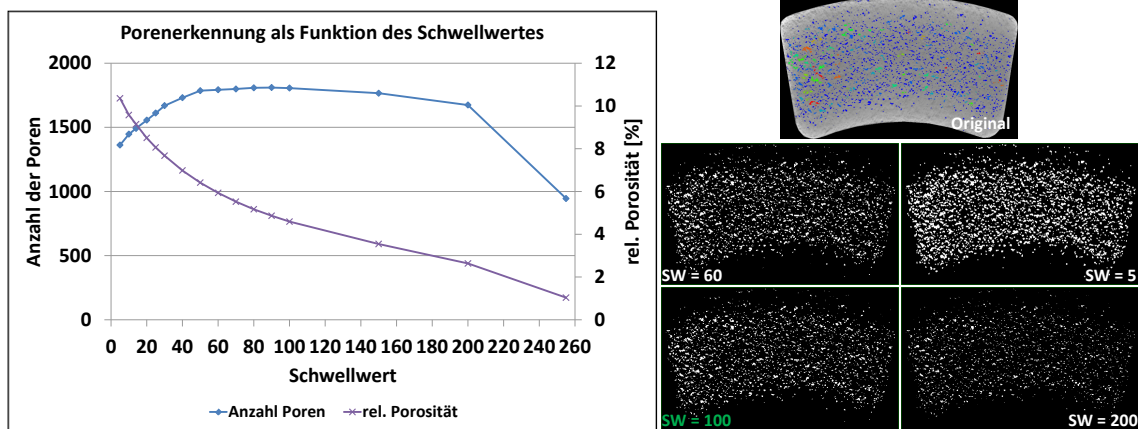 Porenerkennung als Funktion des Schwellwertes
2000
1500
1000
500
0
Anzahl der Poren
12
10
8
6
4
2
0
rel. Porosität [%]
0 20 40 60 80 100 120 140 160 180 200 220 240 260
Schwellwert
Anzahl Poren rel. Porosität
Original
SW = 60
SW = 5
SW = 100
SW = 200